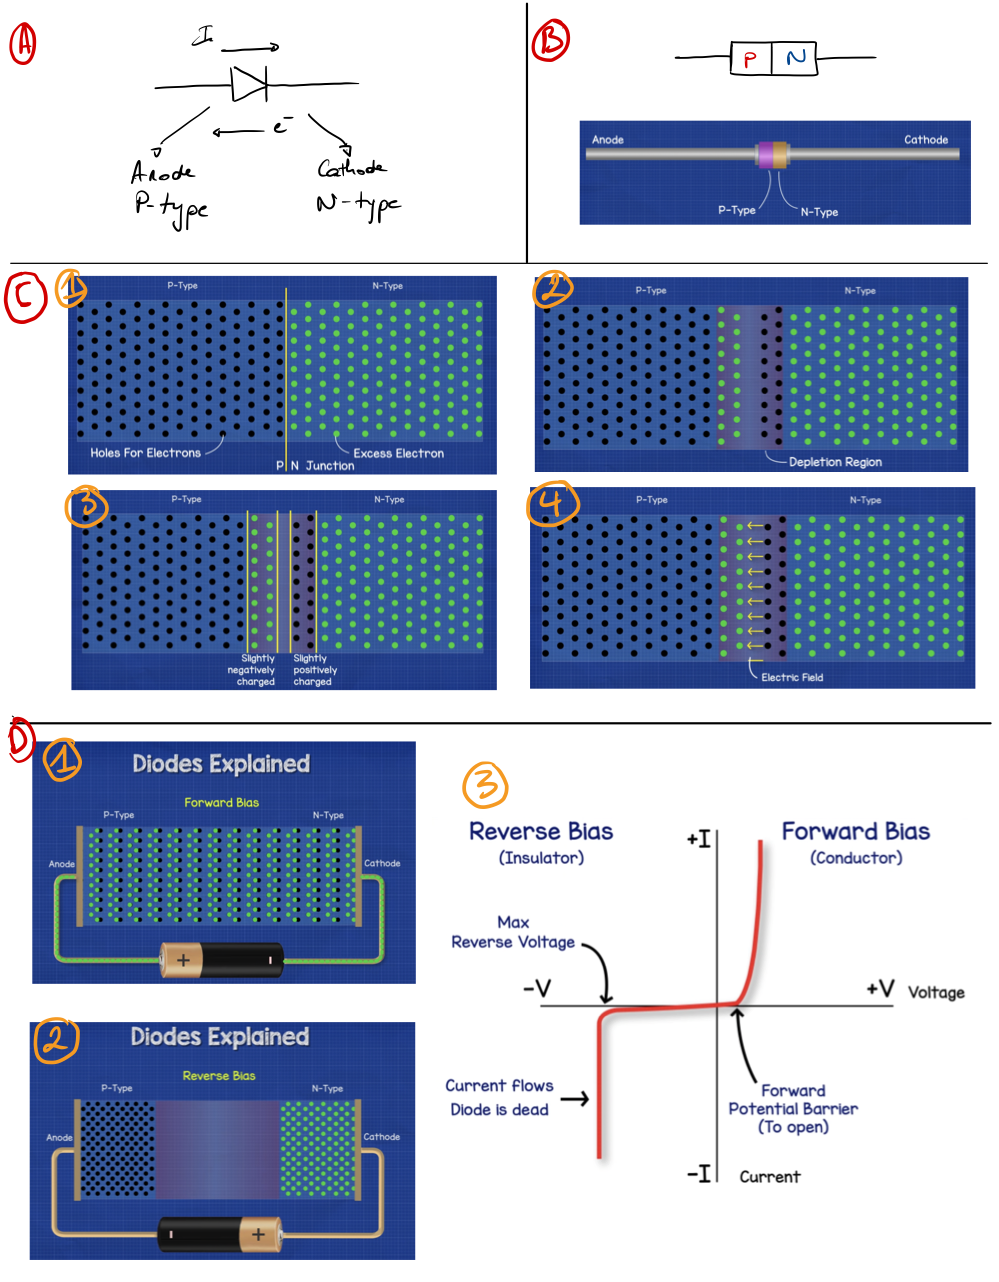 A
I
e⁻
Anode
P-type
Cathode
N-type
B
P N
Anode
Cathode
P-Type
N-Type
C
1
P-Type
N-Type
Holes For Electrons
Excess Electron
P N Junction
2
P-Type
N-Type
Depletion Region
3
P-Type
N-Type
Slightly
negatively
charged
Slightly
positively
charged
4
P-Type
N-Type
Electric Field
D
1
Diodes Explained
Forward Bias
P-Type
N-Type
Anode
Cathode
+
-
2
Diodes Explained
Reverse Bias
P-Type
N-Type
Anode
Cathode
-
+
3
Reverse Bias
(Insulator)
+I
Forward Bias
(Conductor)
Max
Reverse Voltage
-V
+V
Voltage
Current flows
Diode is dead
Forward
Potential Barrier
(To open)
-I
Current